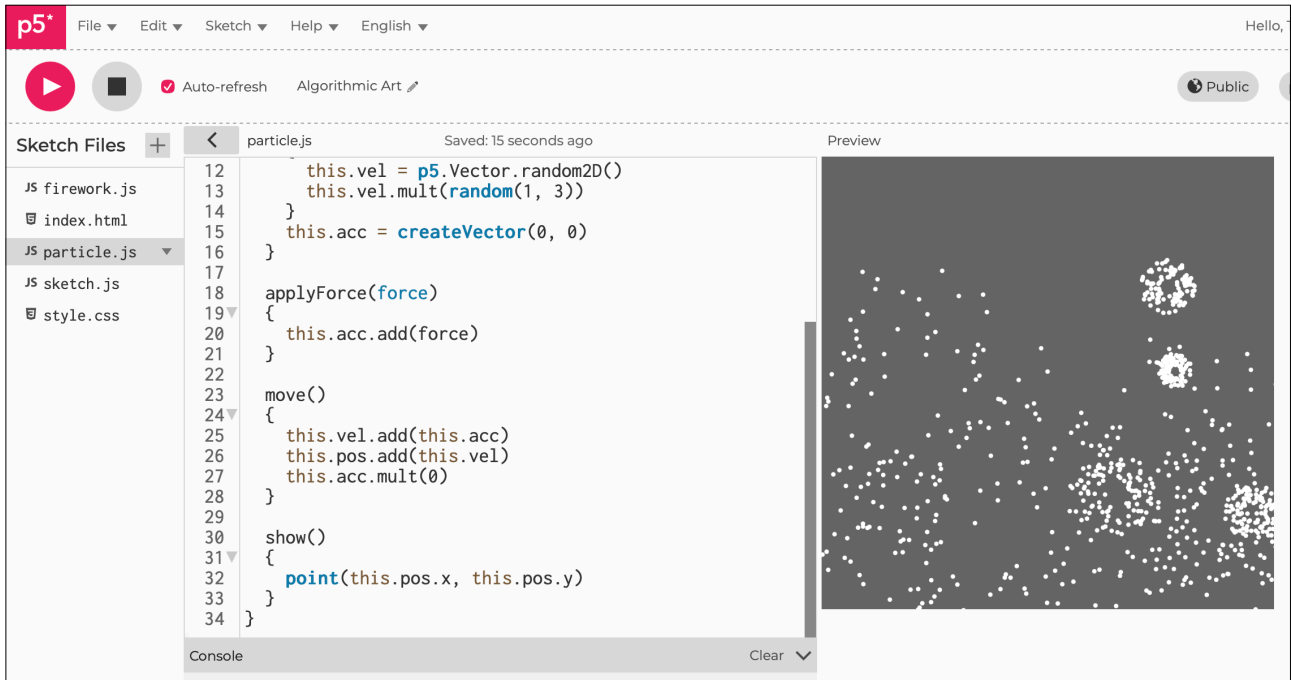 p5*
File Edit Sketch Help English Hello,
Auto-refresh Algorithmic Art Public
Sketch Files + particle.js Saved: 15 seconds ago Preview
JS firework.js
index.html
JS particle.js
JS sketch.js
style.css
12 this.vel = p5.Vector.random2D()
13 this.vel.mult(random(1, 3))
14 }
15 this.acc = createVector(0, 0)
16 }
17
18 applyForce(force)
19 {
20 this.acc.add(force)
21 }
22
23 move()
24 {
25 this.vel.add(this.acc)
26 this.pos.add(this.vel)
27 this.acc.mult(0)
28 }
29
30 show()
31 {
32 point(this.pos.x, this.pos.y)
33 }
34 }
Console Clear